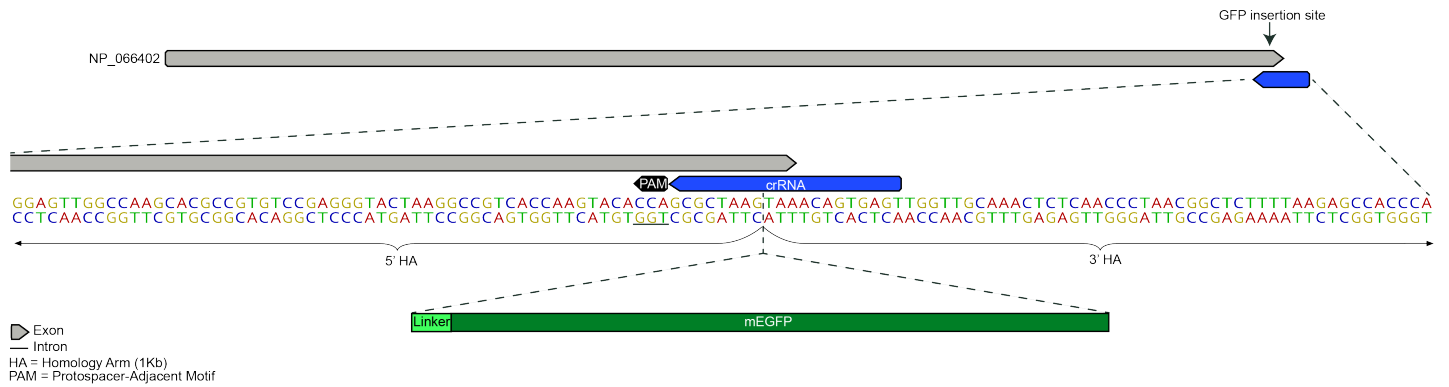 GFP insertion site
NP_066402
PAM
crRNA
GGAGTTGGCCAAGCACGCCGTGTCCGAGGGTACTAAGGCCGTCACCAAGTACACCAGCGCTAAGTAAACAGTGAGTTGGTTGCAAACTCTCAACCCTAACGGCTCTTTTAAGAGCCACCCA
CCTCAACCGGTTCGTGCGGCACAGGCTCCCATGATTCCGGCAGTGGTTCATGTGGTCGCGATTCATTTGTCACTCAACCAACGTTTGAGAGTTGGGATTGCCGAGAAAATTCTCGGTGGGT
5' HA
3' HA
Linker
mEGFP
Exon
Intron
HA = Homology Arm (1Kb)
PAM = Protospacer-Adjacent Motif